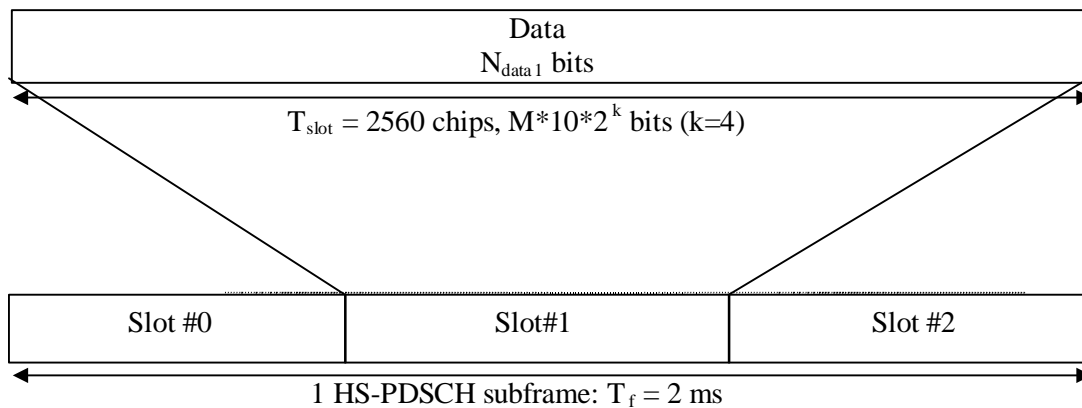 Data
N_data1 bits
T_slot = 2560 chips, M*10*2^k bits (k=4)
Slot #0 Slot#1 Slot #2
1 HS-PDSCH subframe: T_f = 2 ms